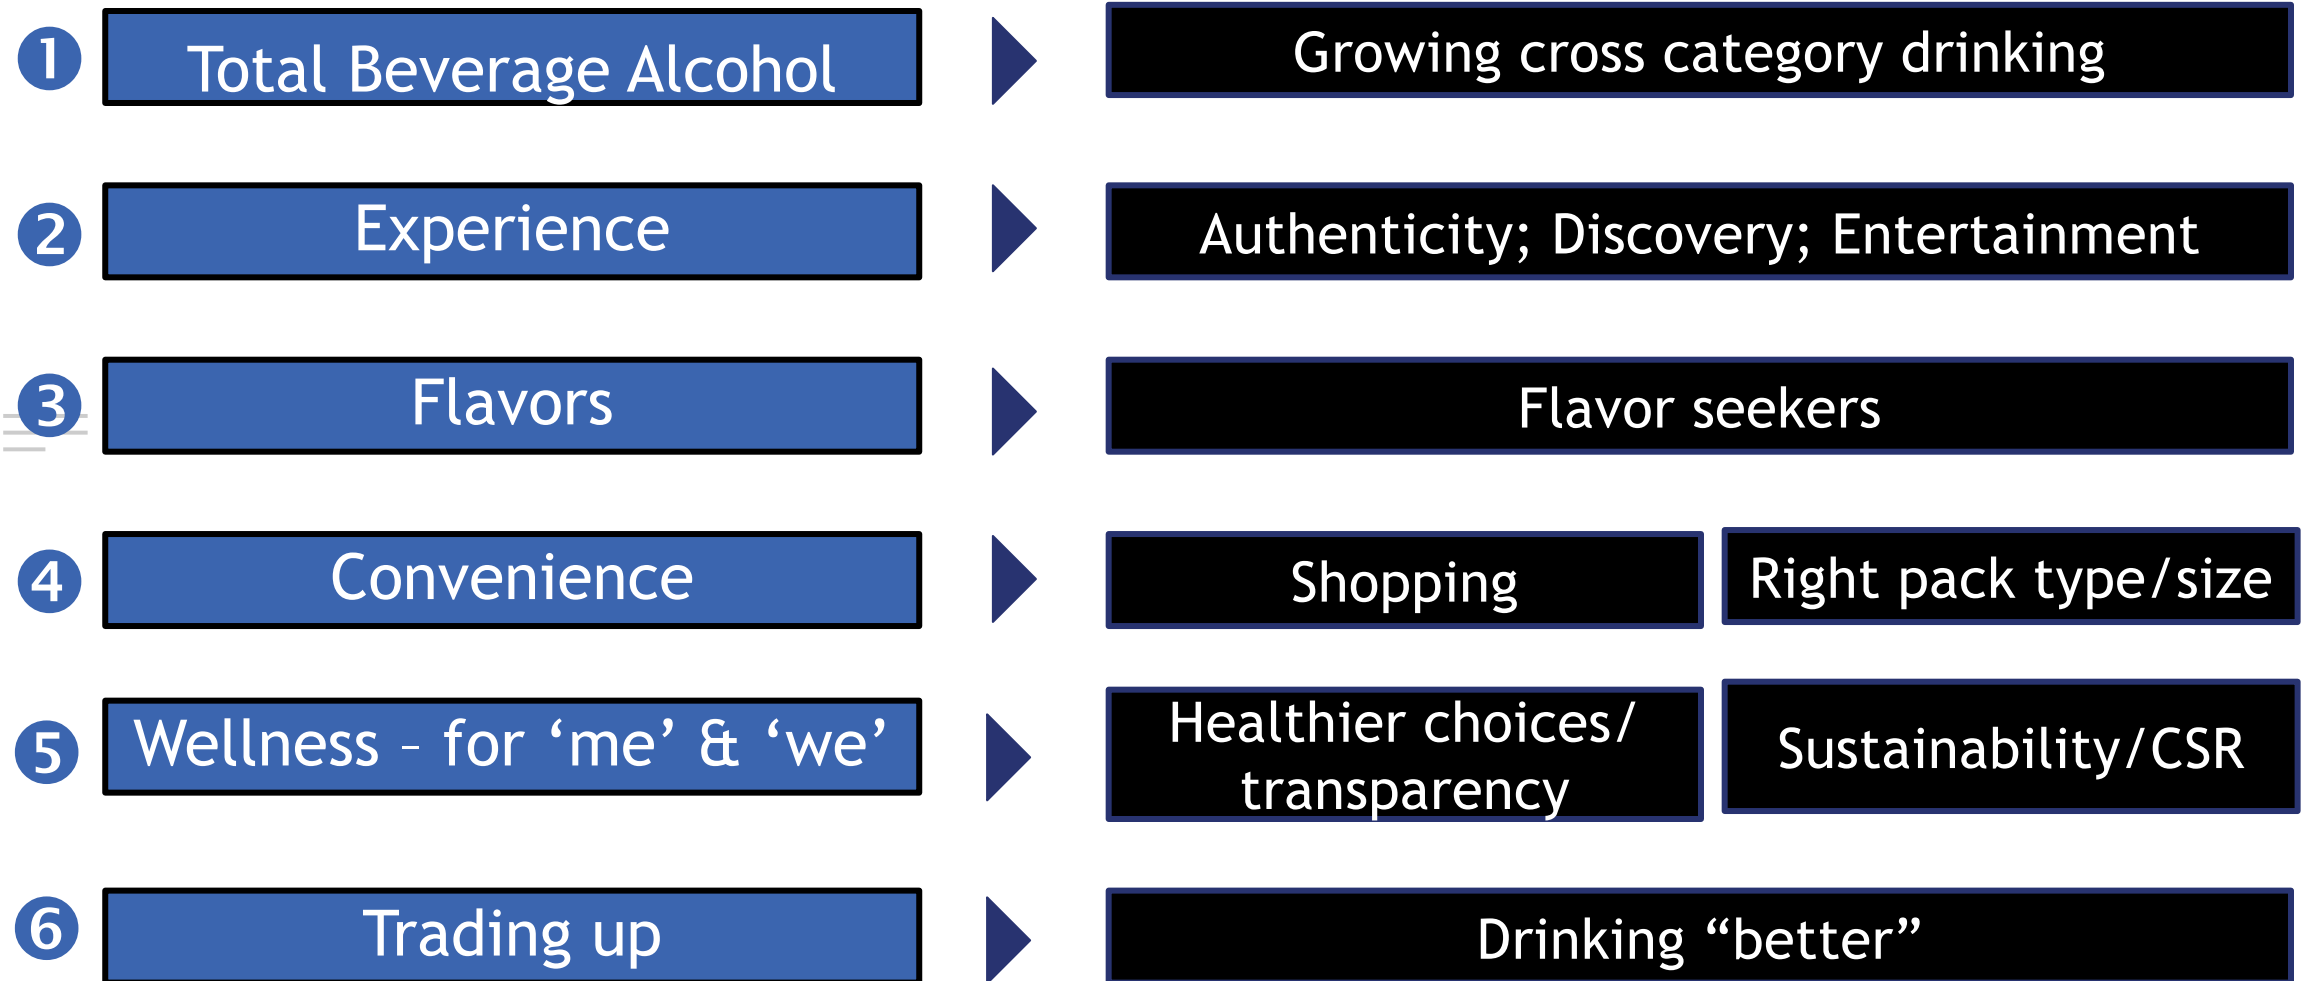 1 Total Beverage Alcohol Growing cross category drinking
2 Experience Authenticity; Discovery; Entertainment
3 Flavors Flavor seekers
4 Convenience Shopping Right pack type/size
5 Wellness – for ‘me’ & ‘we’ Healthier choices/
transparency Sustainability/CSR
6 Trading up Drinking “better”